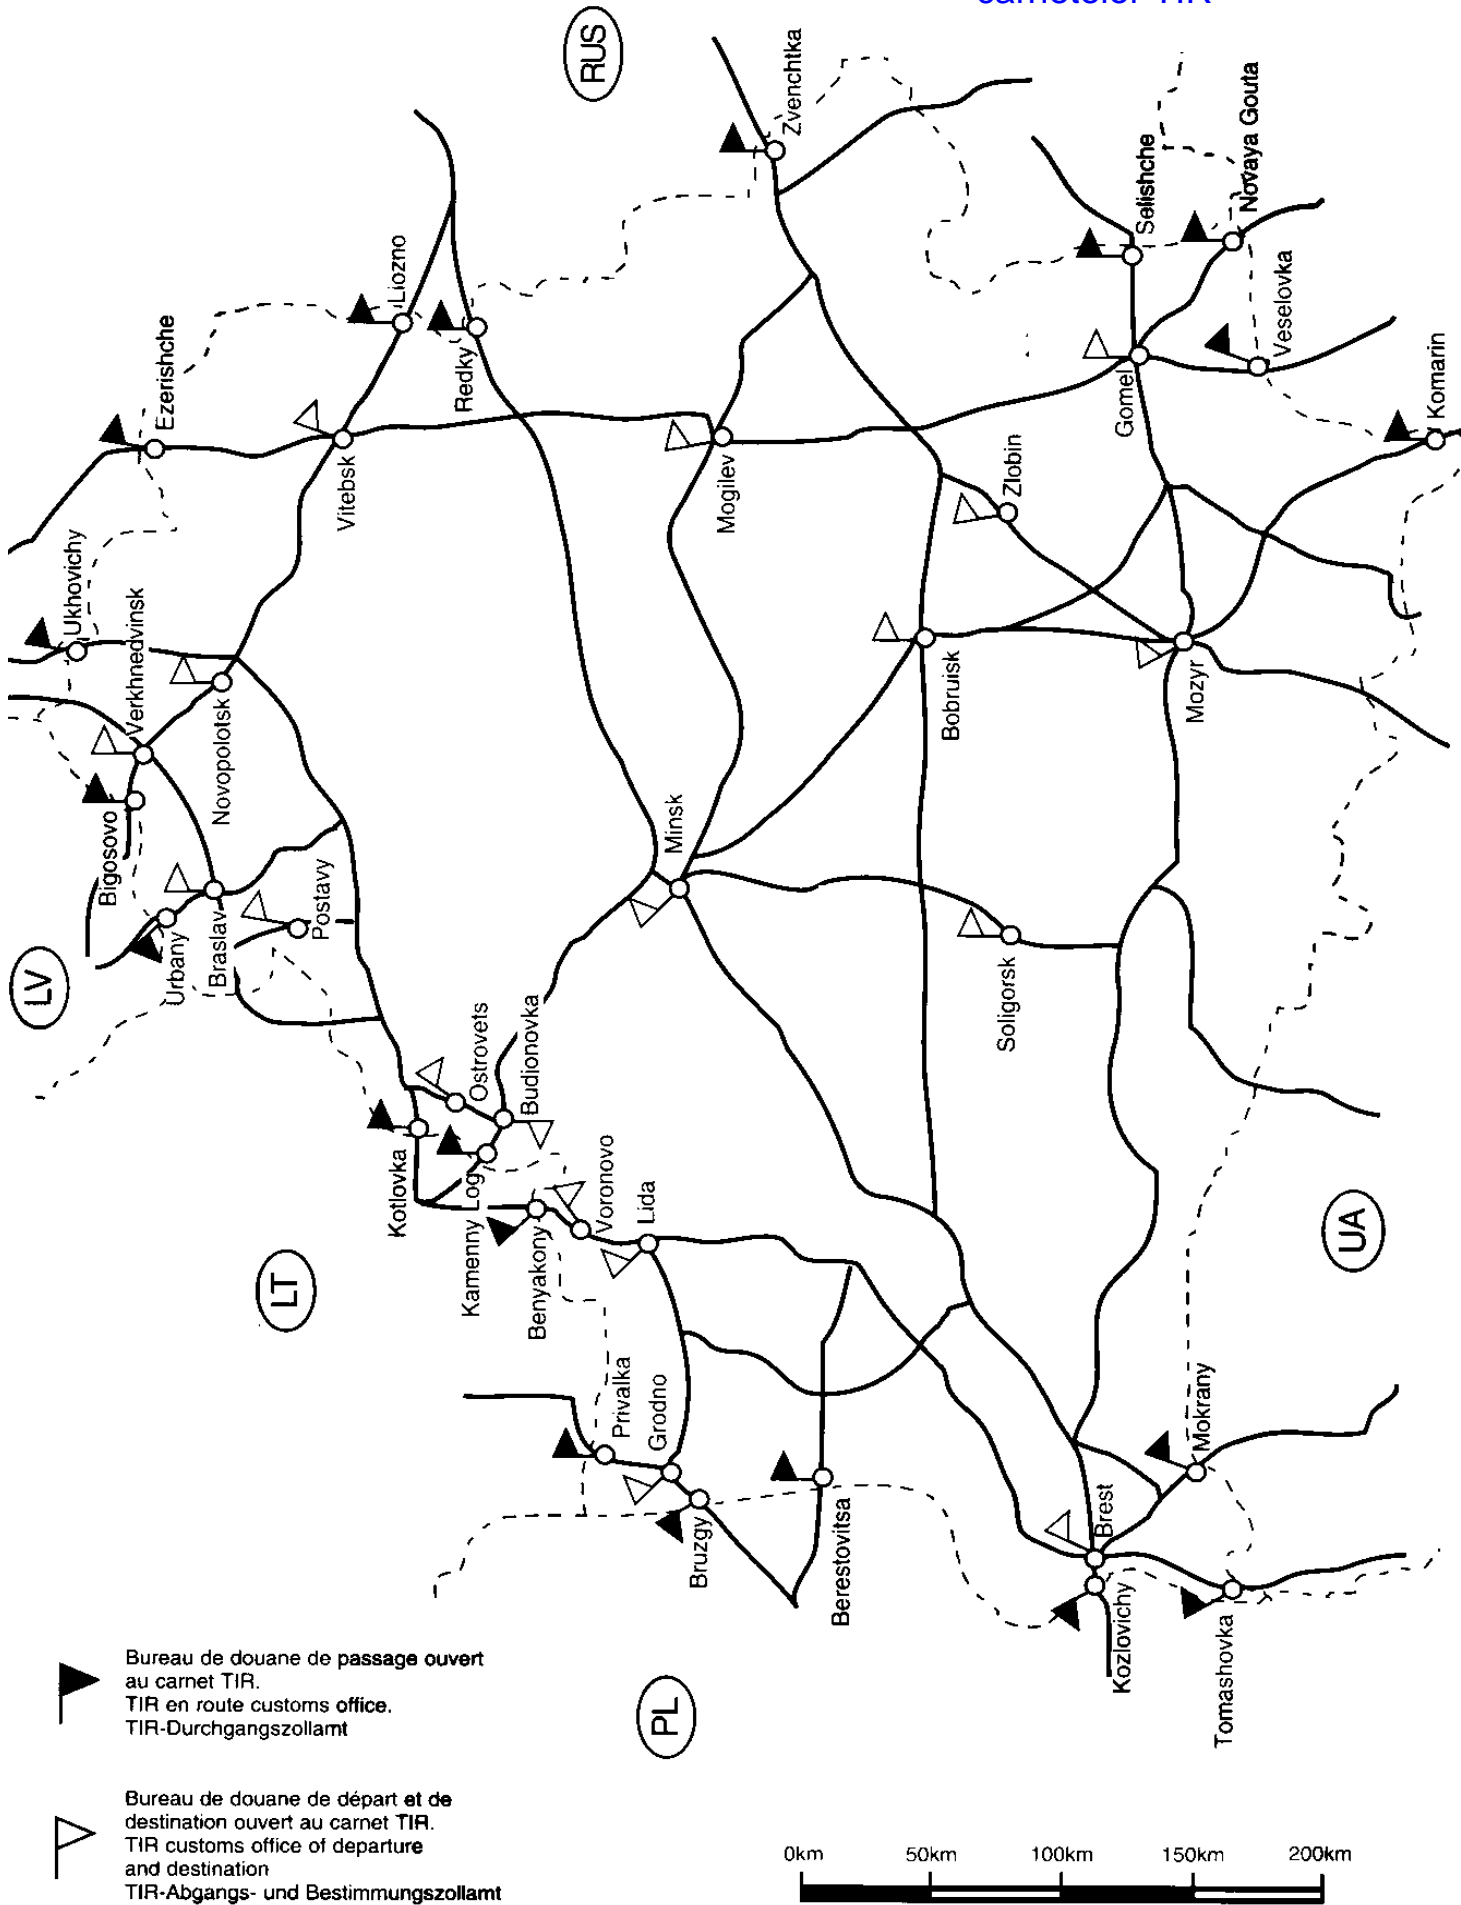 carnetelor TIR
RUS
Zvenchtka
Novaya Gouta
Selishche
Liozno
Veselovka
Ezerishche
Redky
Komarin
Gomel
Vitebsk
Mogilev
Zlobin
Ukhovichy
Verkhnedvinsk
Novopolotsk
Bobruisk
Mozyr
Bigosovo
Minsk
Postavy
Urbany
Braslav
LV
Soligorsk
Ostrovets
Budionovka
Kotlovka
Kamenny Log
Voronovo
Lida
Benyakony
LT
UA
Privalka
Grodno
Mokrany
Bruzgy
Brest
Berestovitsa
Kozlovichy
Tomashovka
PL
Bureau de douane de passage ouvert
au carnet TIR.
TIR en route customs office.
TIR-Durchgangszollamt
Bureau de douane de départ et de
destination ouvert au carnet TIR.
TIR customs office of departure
and destination
TIR-Abgangs- und Bestimmungszollamt
0km 50km 100km 150km 200km